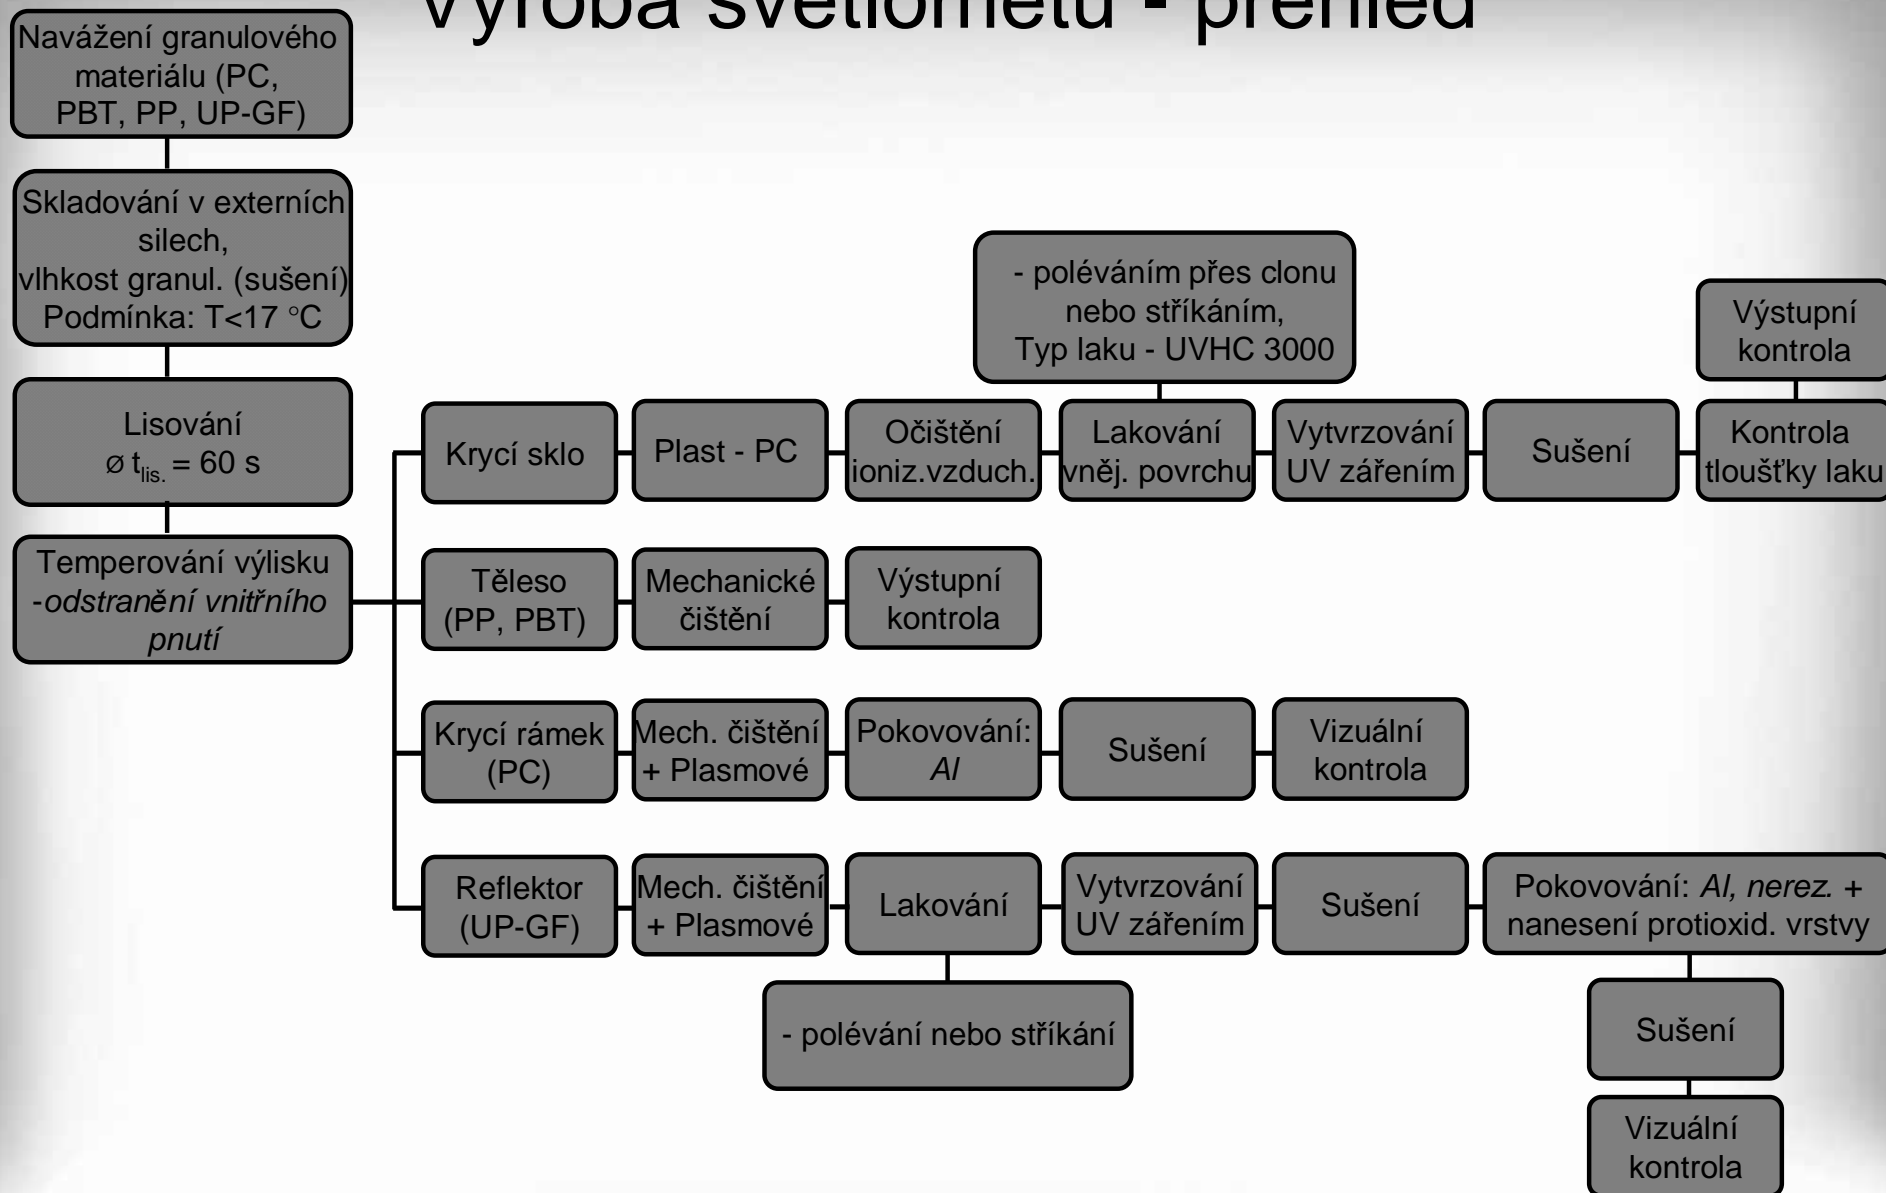 Výroba světlometů - přehled
Navážení granulového
materiálu (PC,
PBT, PP, UP-GF)
Skladování v externích
silech,
vlhkost granul. (sušení)
Podmínka: T<17 °C
Lisování
ø t_lis. = 60 s
Temperování výlisku
-odstranění vnitřního
pnutí
Krycí sklo
Plast - PC
Očištění
ioniz.vzduch.
- poléváním přes clonu
nebo stříkáním,
Typ laku - UVHC 3000
Lakování
vněj. povrchu
Vytvrzování
UV zářením
Sušení
Kontrola
tloušťky laku
Výstupní
kontrola
Těleso
(PP, PBT)
Mechanické
čištění
Výstupní
kontrola
Krycí rámek
(PC)
Mech. čištění
+ Plasmové
Pokovování:
Al
Sušení
Vizuální
kontrola
Reflektor
(UP-GF)
Mech. čištění
+ Plasmové
Lakování
- polévání nebo stříkání
Vytvrzování
UV zářením
Sušení
Pokovování: Al, nerez. +
nanesení protioxid. vrstvy
Sušení
Vizuální
kontrola